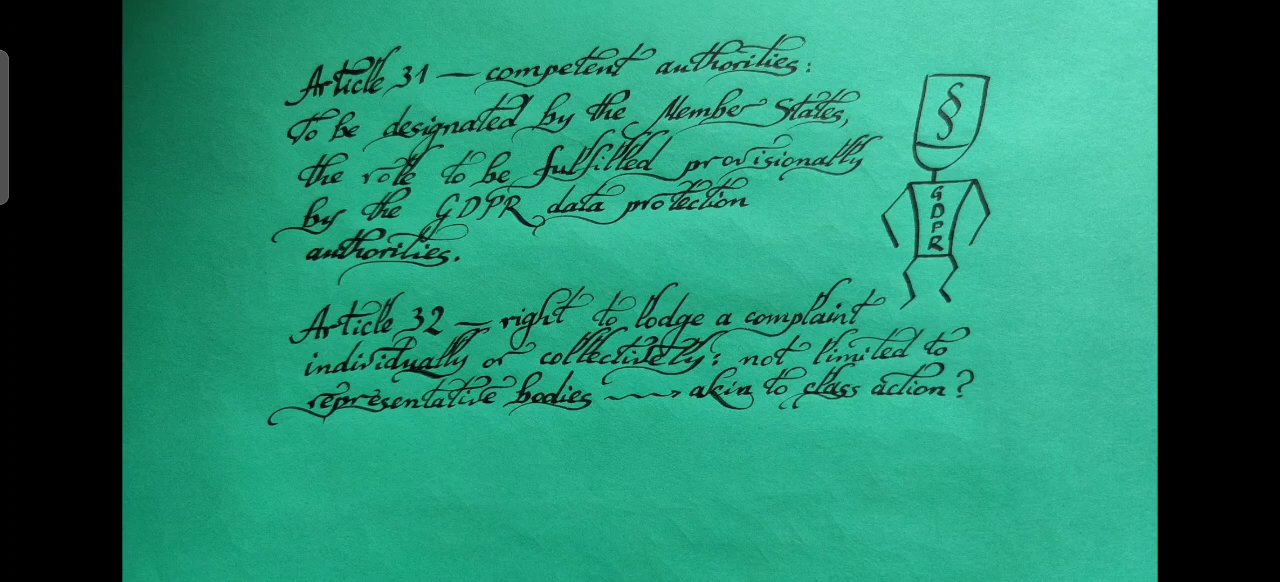 Article 31 — competent authorities:
To be designated by the Member States,
the role to be fulfilled provisionally
by the GDPR data protection
authorities.
Article 32 — right to lodge a complaint
individually or collectively: not limited to
representative bodies ~~→ akin to class action?
§
G
D
P
R